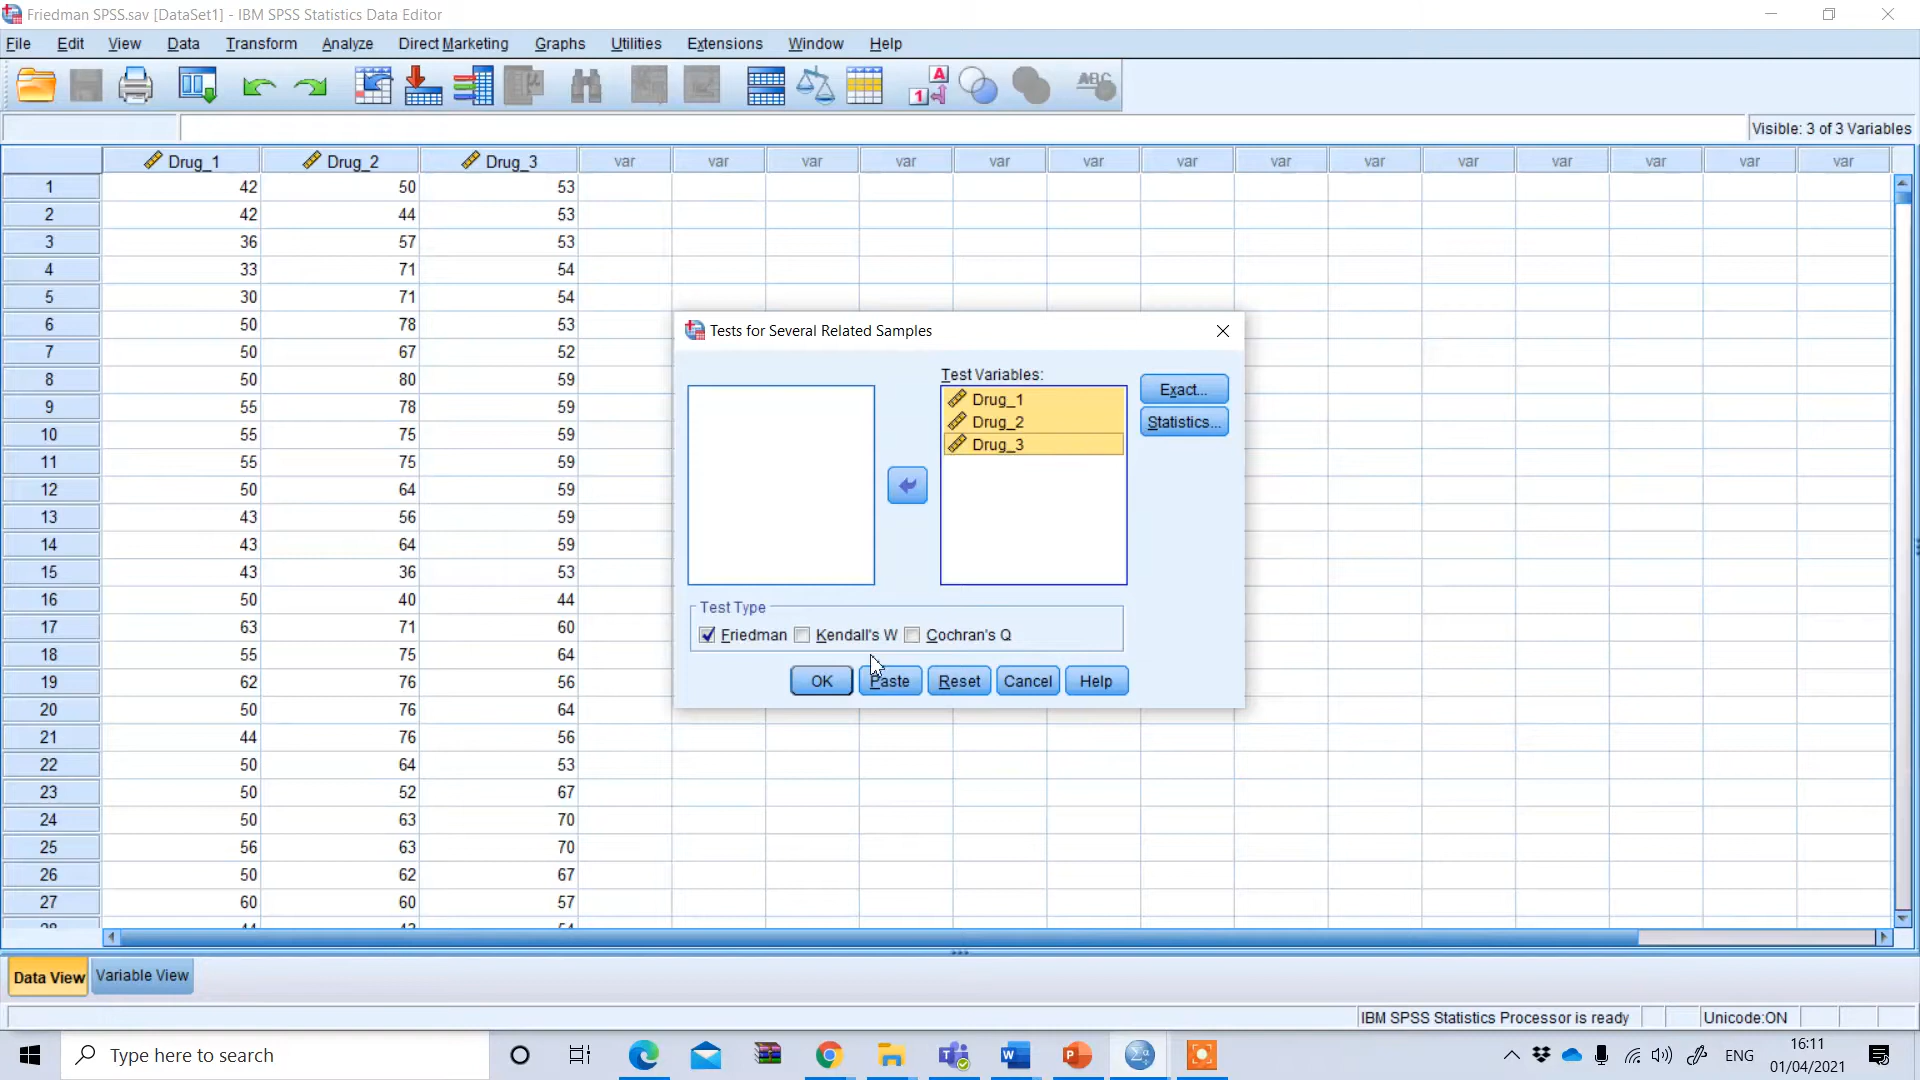 Friedman SPSS.sav [DataSet1] - IBM SPSS Statistics Data Editor
File Edit View Data Transform Analyze Direct Marketing Graphs Utilities Extensions Window Help
Visible: 3 of 3 Variables
Drug_1 Drug_2 Drug_3 var var var var var var var var var var var var var var
1 42 50 53
2 42 44 53
3 36 57 53
4 33 71 54
5 30 71 54
6 50 78 53
7 50 67 52
8 50 80 59
9 55 78 59
10 55 75 59
11 55 75 59
12 50 64 59
13 43 56 59
14 43 64 59
15 43 36 53
16 50 40 44
17 63 71 60
18 55 75 64
19 62 76 56
20 50 76 64
21 44 76 56
22 50 64 53
23 50 52 67
24 50 63 70
25 56 63 70
26 50 62 67
27 60 60 57
Tests for Several Related Samples
Test Variables:
Drug_1
Drug_2
Drug_3
Exact...
Statistics...
Test Type
Friedman Kendall's W Cochran's Q
OK Paste Reset Cancel Help
Data View Variable View
IBM SPSS Statistics Processor is ready Unicode:ON
Type here to search
ENG
16:11
01/04/2021